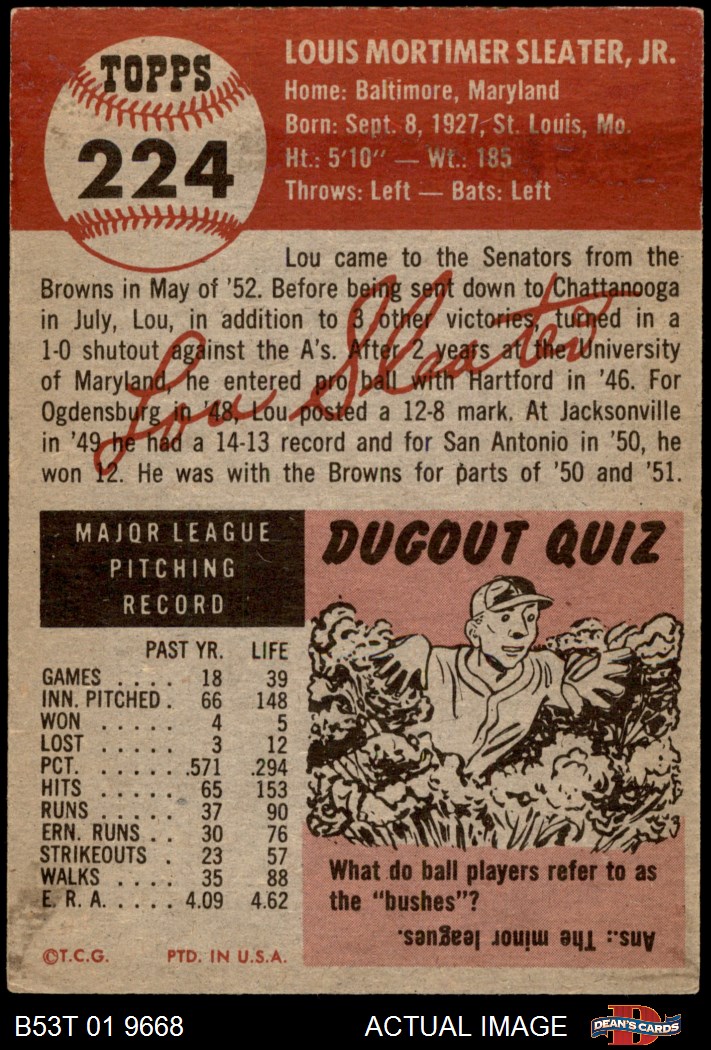 TOPPS
224
LOUIS MORTIMER SLEATER, JR.
Home: Baltimore, Maryland
Born: Sept. 8, 1927, St. Louis, Mo.
Ht.: 5'10" — Wt.: 185
Throws: Left — Bats: Left
Lou came to the Senators from the
Browns in May of '52. Before being sent down to Chattanooga
in July, Lou, in addition to 3 other victories, turned in a
1-0 shutout against the A's. After 2 years at the University
of Maryland, he entered pro ball with Hartford in '46. For
Ogdensburg in '48, Lou posted a 12-8 mark. At Jacksonville
in '49 he had a 14-13 record and for San Antonio in '50, he
won 12. He was with the Browns for parts of '50 and '51.
Lou Sleater
MAJOR LEAGUE
PITCHING
RECORD
PAST YR. LIFE
GAMES . . . . 18 39
INN. PITCHED . 66 148
WON . . . . . 4 5
LOST . . . . . 3 12
PCT. . . . . . .571 .294
HITS . . . . . 65 153
RUNS . . . . . 37 90
ERN. RUNS . . 30 76
STRIKEOUTS . 23 57
WALKS . . . . 35 88
E. R. A. . . . . . 4.09 4.62
©T.C.G. PTD. IN U.S.A.
DUGOUT QUIZ
What do ball players refer to as
the "bushes"?
Ans.: The minor leagues.
B53T 01 9668 ACTUAL IMAGE
D
DEAN'S CARDS